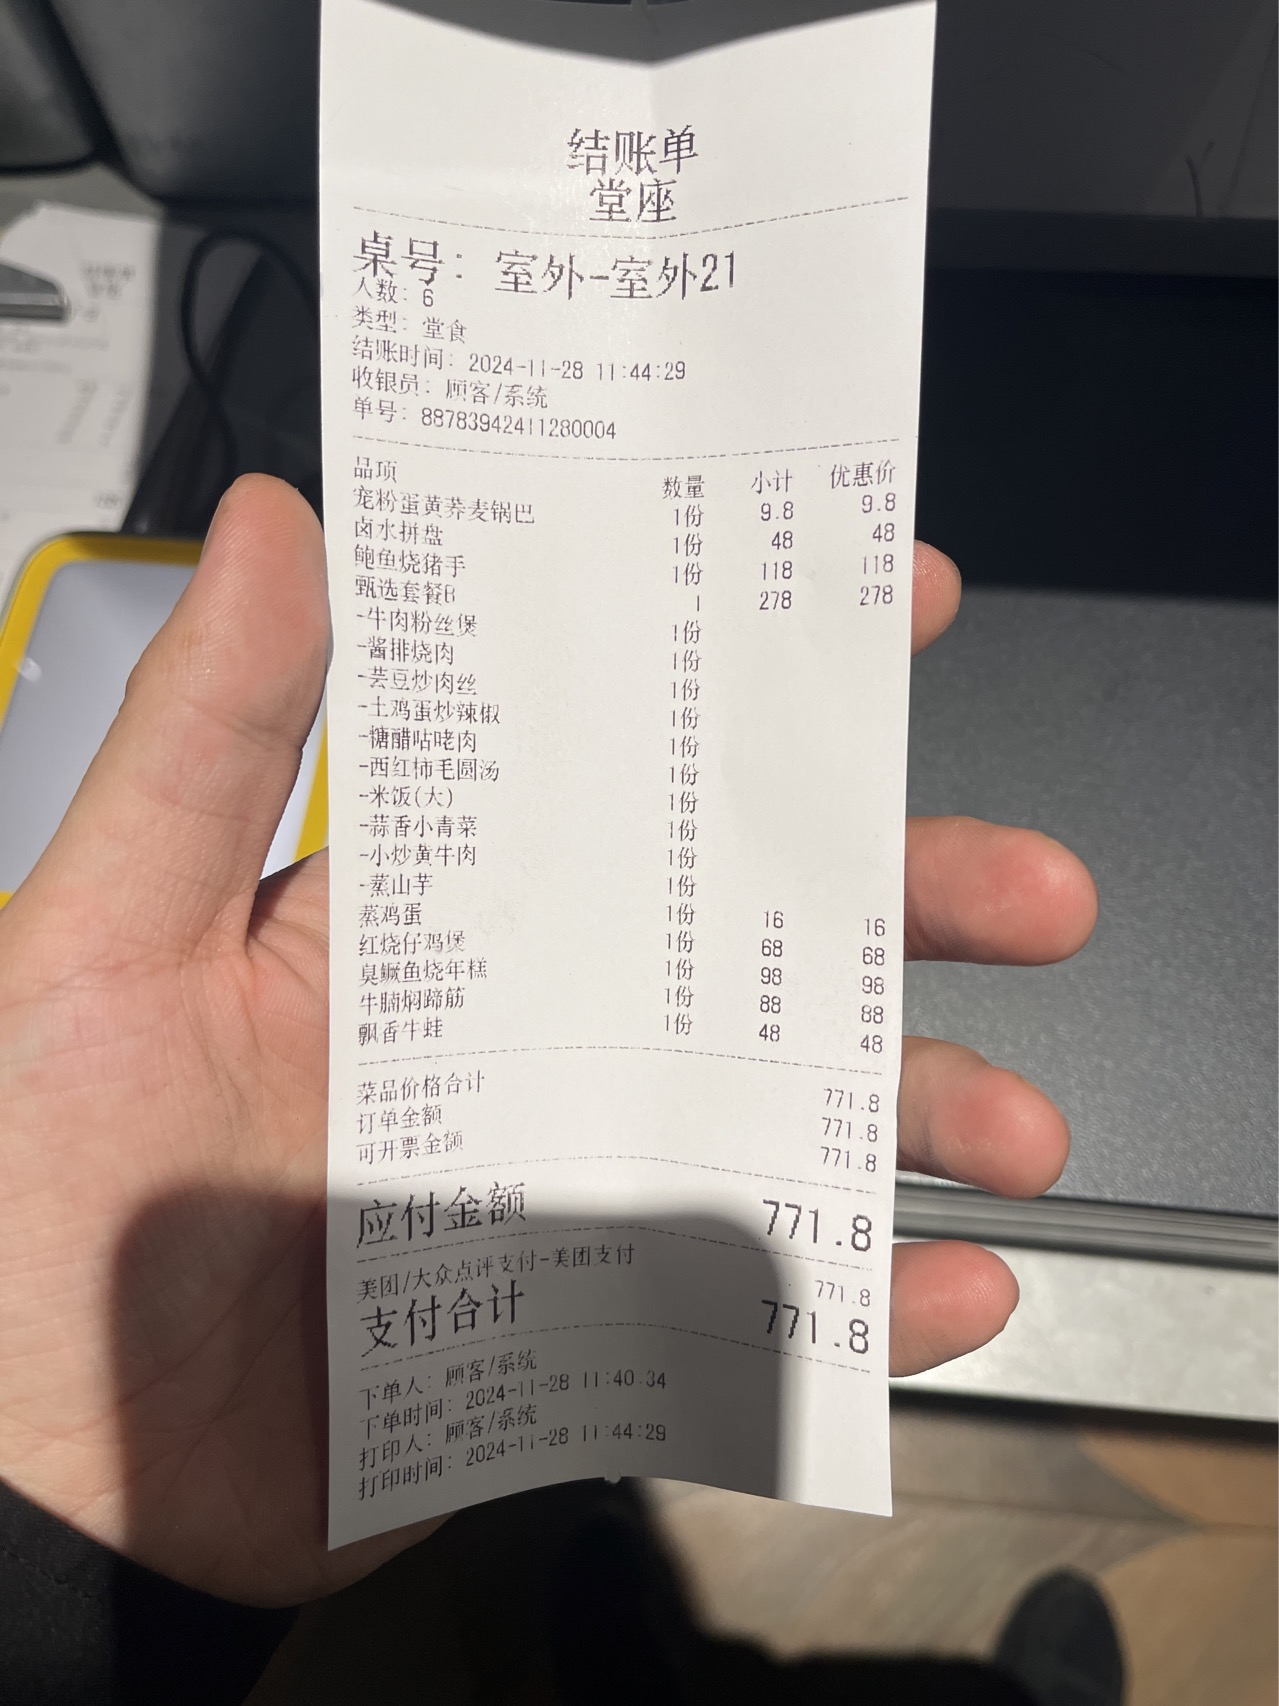 结账单
堂座
桌号: 室外-室外21
人数: 6
类型: 堂食
结账时间: 2024-11-28 11:44:29
收银员: 顾客/系统
单号: 88783942411280004
品项 数量 小计 优惠价
宠粉蛋黄荞麦锅巴 1份 9.8 9.8
卤水拼盘 1份 48 48
鲍鱼烧猪手 1份 118 118
甄选套餐B 1 278 278
-牛肉粉丝煲 1份
-酱排烧肉 1份
-芸豆炒肉丝 1份
-土鸡蛋炒辣椒 1份
-糖醋咕咾肉 1份
-西红柿毛圆汤 1份
-米饭(大) 1份
-蒜香小青菜 1份
-小炒黄牛肉 1份
-蒸山芋 1份
蒸鸡蛋 1份 16 16
红烧仔鸡煲 1份 68 68
臭鳜鱼烧年糕 1份 98 98
牛腩焖蹄筋 1份 88 88
飘香牛蛙 1份 48 48
菜品价格合计 771.8
订单金额 771.8
可开票金额 771.8
应付金额 771.8
美团/大众点评支付-美团支付 771.8
支付合计 771.8
下单人: 顾客/系统
下单时间: 2024-11-28 11:40:34
打印人: 顾客/系统
打印时间: 2024-11-28 11:44:29